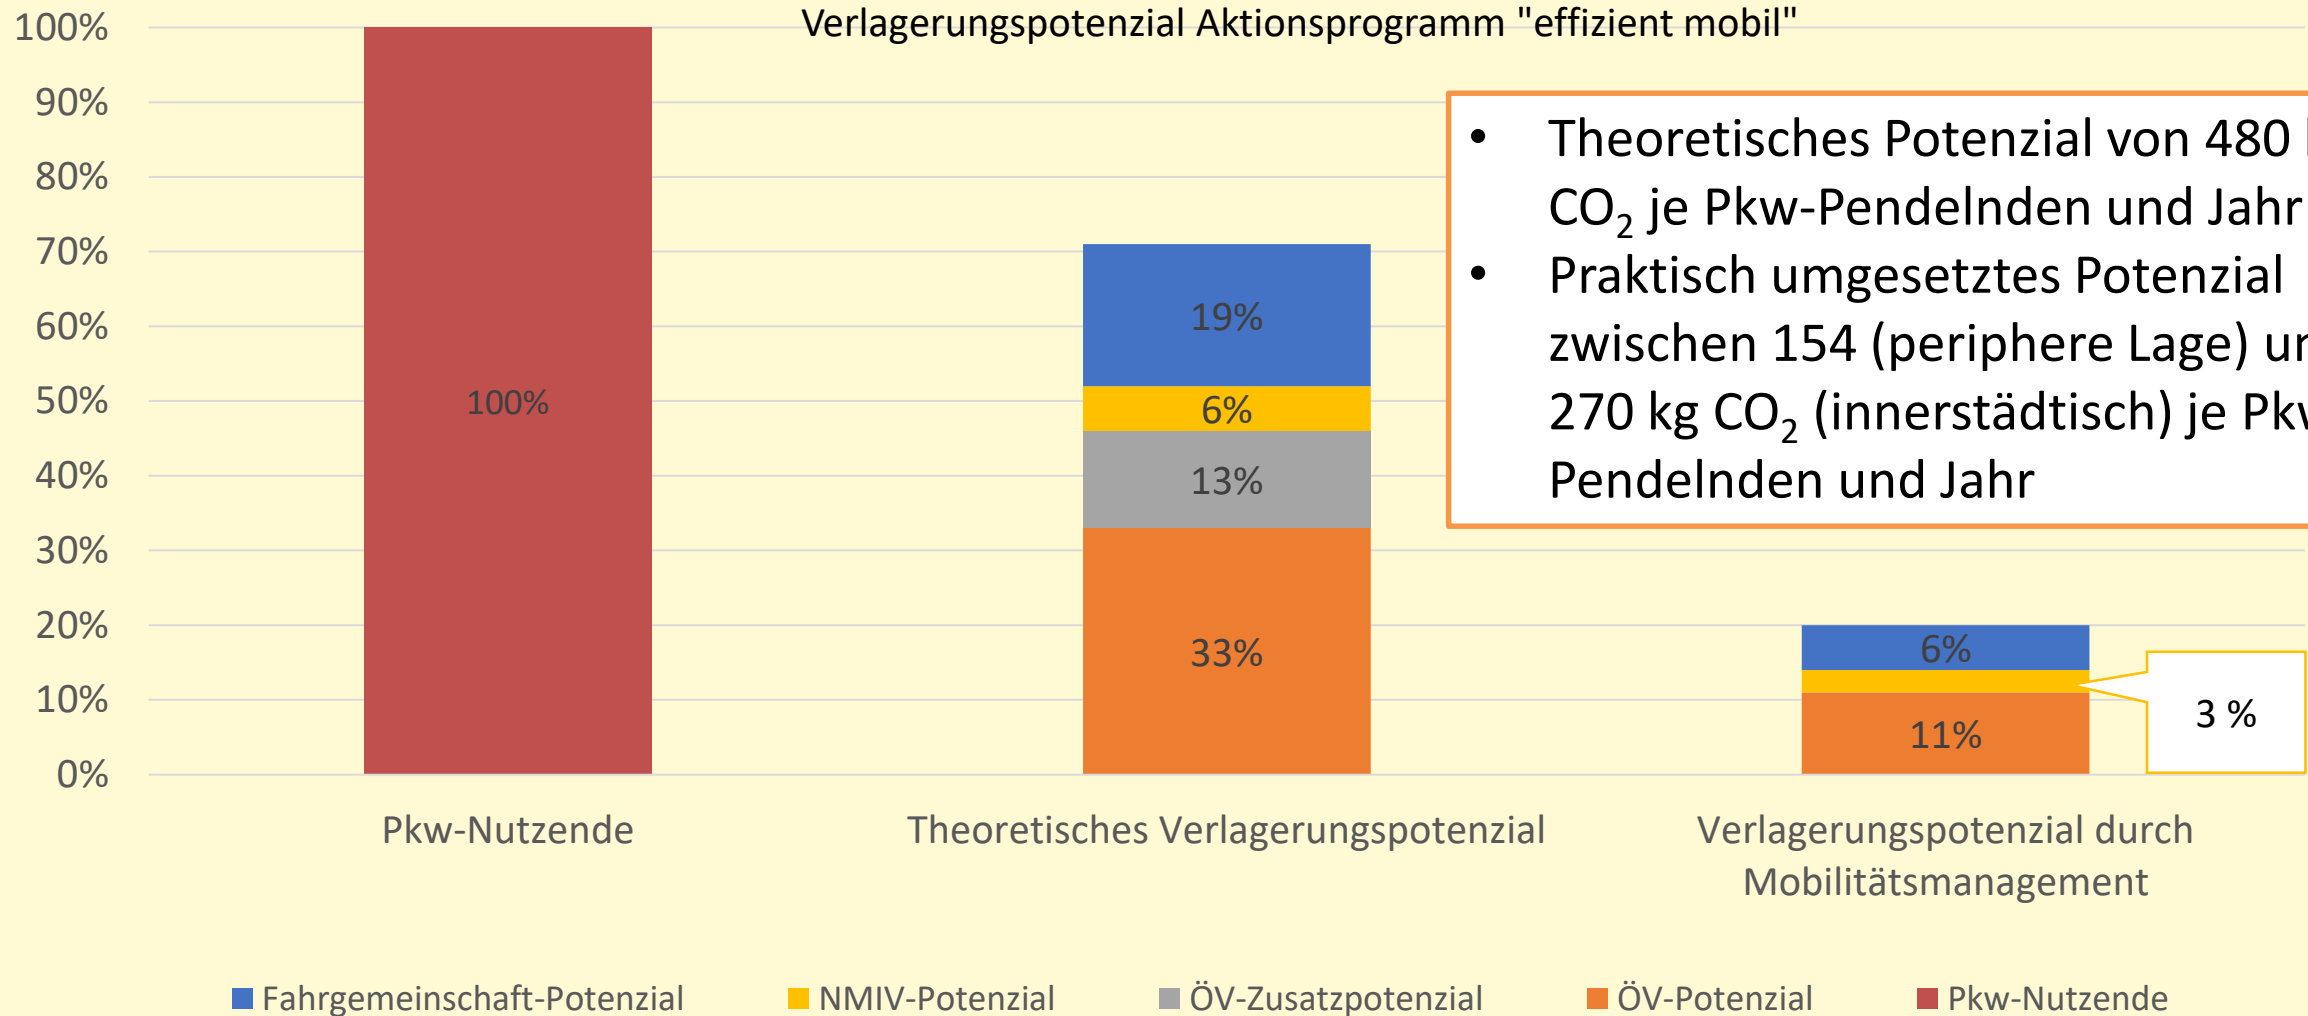 Verlagerungspotenzial Aktionsprogramm "effizient mobil"
100%
90%
80%
70%
60%
50%
40%
30%
20%
10%
0%
100%
19%
6%
13%
33%
6%
11%
3 %
• Theoretisches Potenzial von 480
CO₂ je Pkw-Pendelnden und Jahr
• Praktisch umgesetztes Potenzial
zwischen 154 (periphere Lage)
270 kg CO₂ (innerstädtisch) je
Pendelnden und Jahr
Pkw-Nutzende
Theoretisches Verlagerungspotenzial
Verlagerungspotenzial durch
Mobilitätsmanagement
Fahrgemeinschaft-Potenzial
NMIV-Potenzial
ÖV-Zusatzpotenzial
ÖV-Potenzial
Pkw-Nutzende